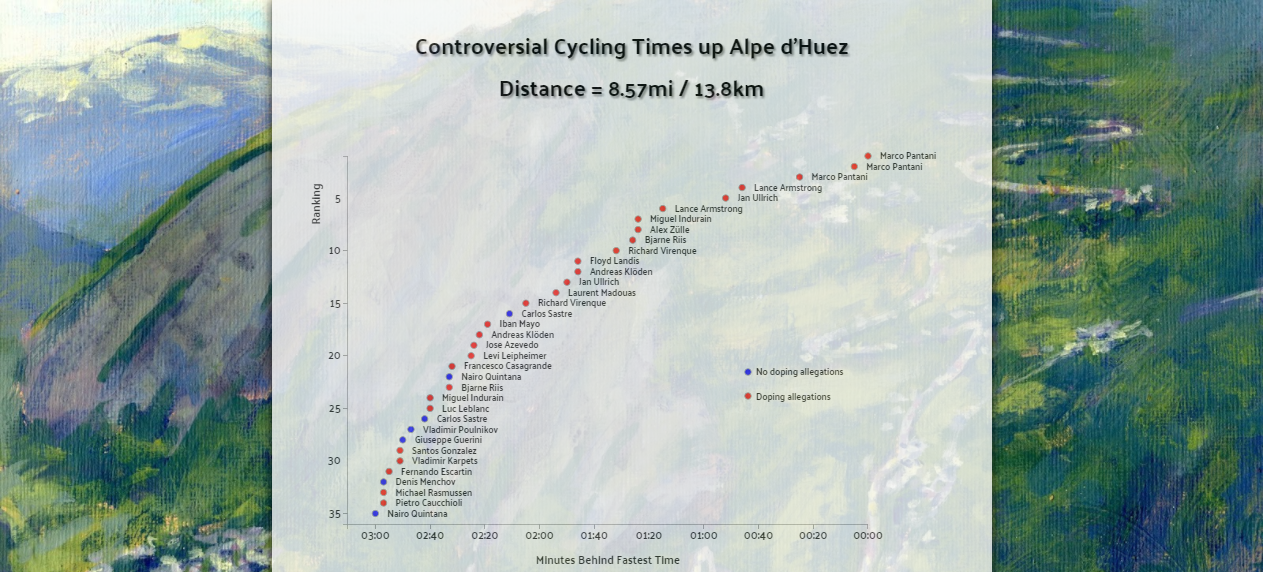 Controversial Cycling Times up Alpe d'Huez
Distance = 8.57mi / 13.8km
Ranking
5
10
15
20
25
30
35
Marco Pantani
Marco Pantani
Marco Pantani
Lance Armstrong
Jan Ullrich
Lance Armstrong
Miguel Indurain
Alex Zülle
Bjarne Riis
Richard Virenque
Floyd Landis
Andreas Klöden
Jan Ullrich
Laurent Madouas
Richard Virenque
Carlos Sastre
Iban Mayo
Andreas Klöden
Jose Azevedo
Levi Leipheimer
Francesco Casagrande
Nairo Quintana
Bjarne Riis
Miguel Indurain
Luc Leblanc
Carlos Sastre
Vladimir Poulnikov
Giuseppe Guerini
Santos Gonzalez
Vladimir Karpets
Fernando Escartin
Denis Menchov
Michael Rasmussen
Pietro Caucchioli
Nairo Quintana
No doping allegations
Doping allegations
03:00 02:40 02:20 02:00 01:40 01:20 01:00 00:40 00:20 00:00
Minutes Behind Fastest Time